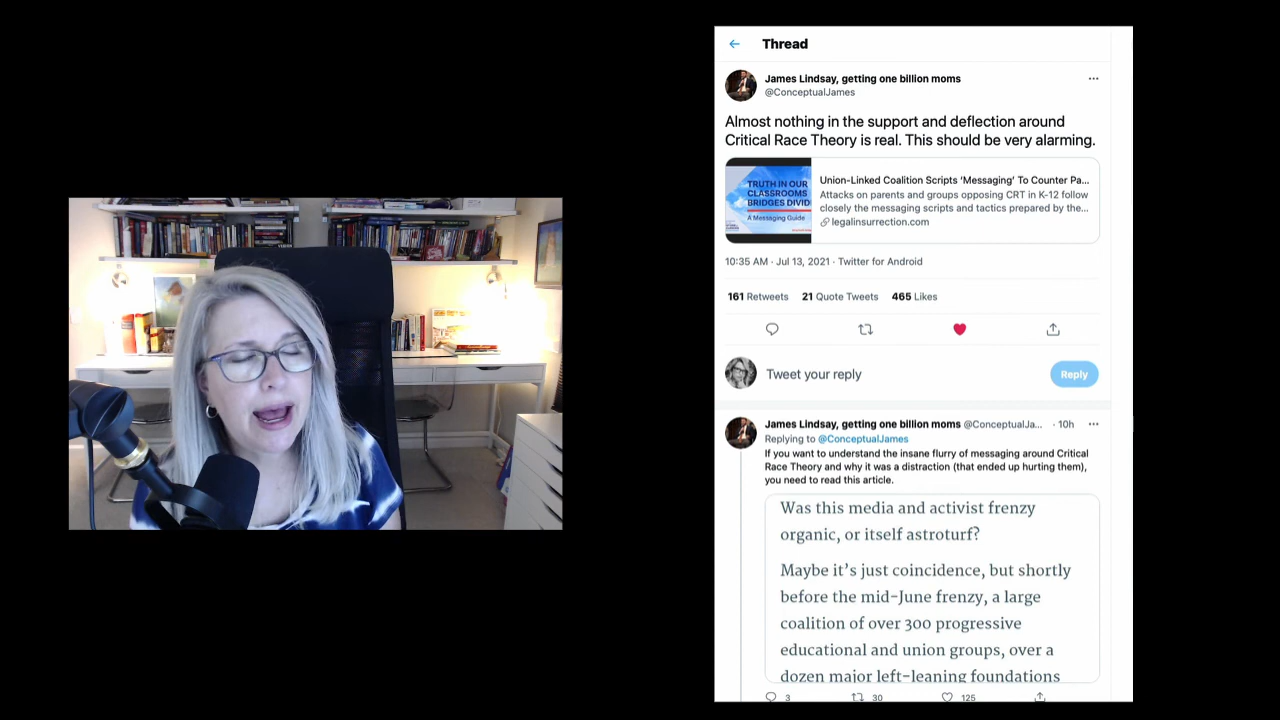 Thread
James Lindsay, getting one billion moms
@ConceptualJames
Almost nothing in the support and deflection around
Critical Race Theory is real. This should be very alarming.
TRUTH IN OUR
CLASSROOMS
BRIDGES DIVID
A Messaging Guide
Union-Linked Coalition Scripts ‘Messaging’ To Counter Pa...
Attacks on parents and groups opposing CRT in K-12 follow
closely the messaging scripts and tactics prepared by the...
legalinsurrection.com
10:35 AM · Jul 13, 2021 · Twitter for Android
161 Retweets 21 Quote Tweets 465 Likes
Tweet your reply
Reply
James Lindsay, getting one billion moms @ConceptualJa... · 10h
Replying to @ConceptualJames
If you want to understand the insane flurry of messaging around Critical
Race Theory and why it was a distraction (that ended up hurting them),
you need to read this article.
Was this media and activist frenzy
organic, or itself astroturf?
Maybe it’s just coincidence, but shortly
before the mid-June frenzy, a large
coalition of over 300 progressive
educational and union groups, over a
dozen major left-leaning foundations
3 30 125